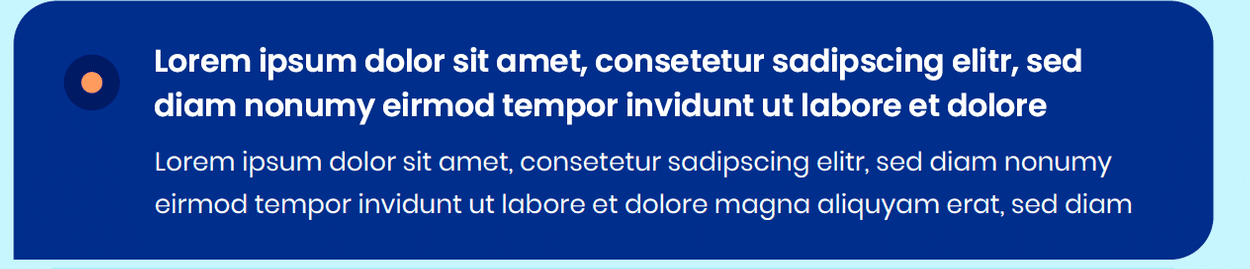 Lorem ipsum dolor sit amet, consetetur sadipscing elitr, sed
diam nonumy eirmod tempor invidunt ut labore et dolore
Lorem ipsum dolor sit amet, consetetur sadipscing elitr, sed diam nonumy
eirmod tempor invidunt ut labore et dolore magna aliquyam erat, sed diam